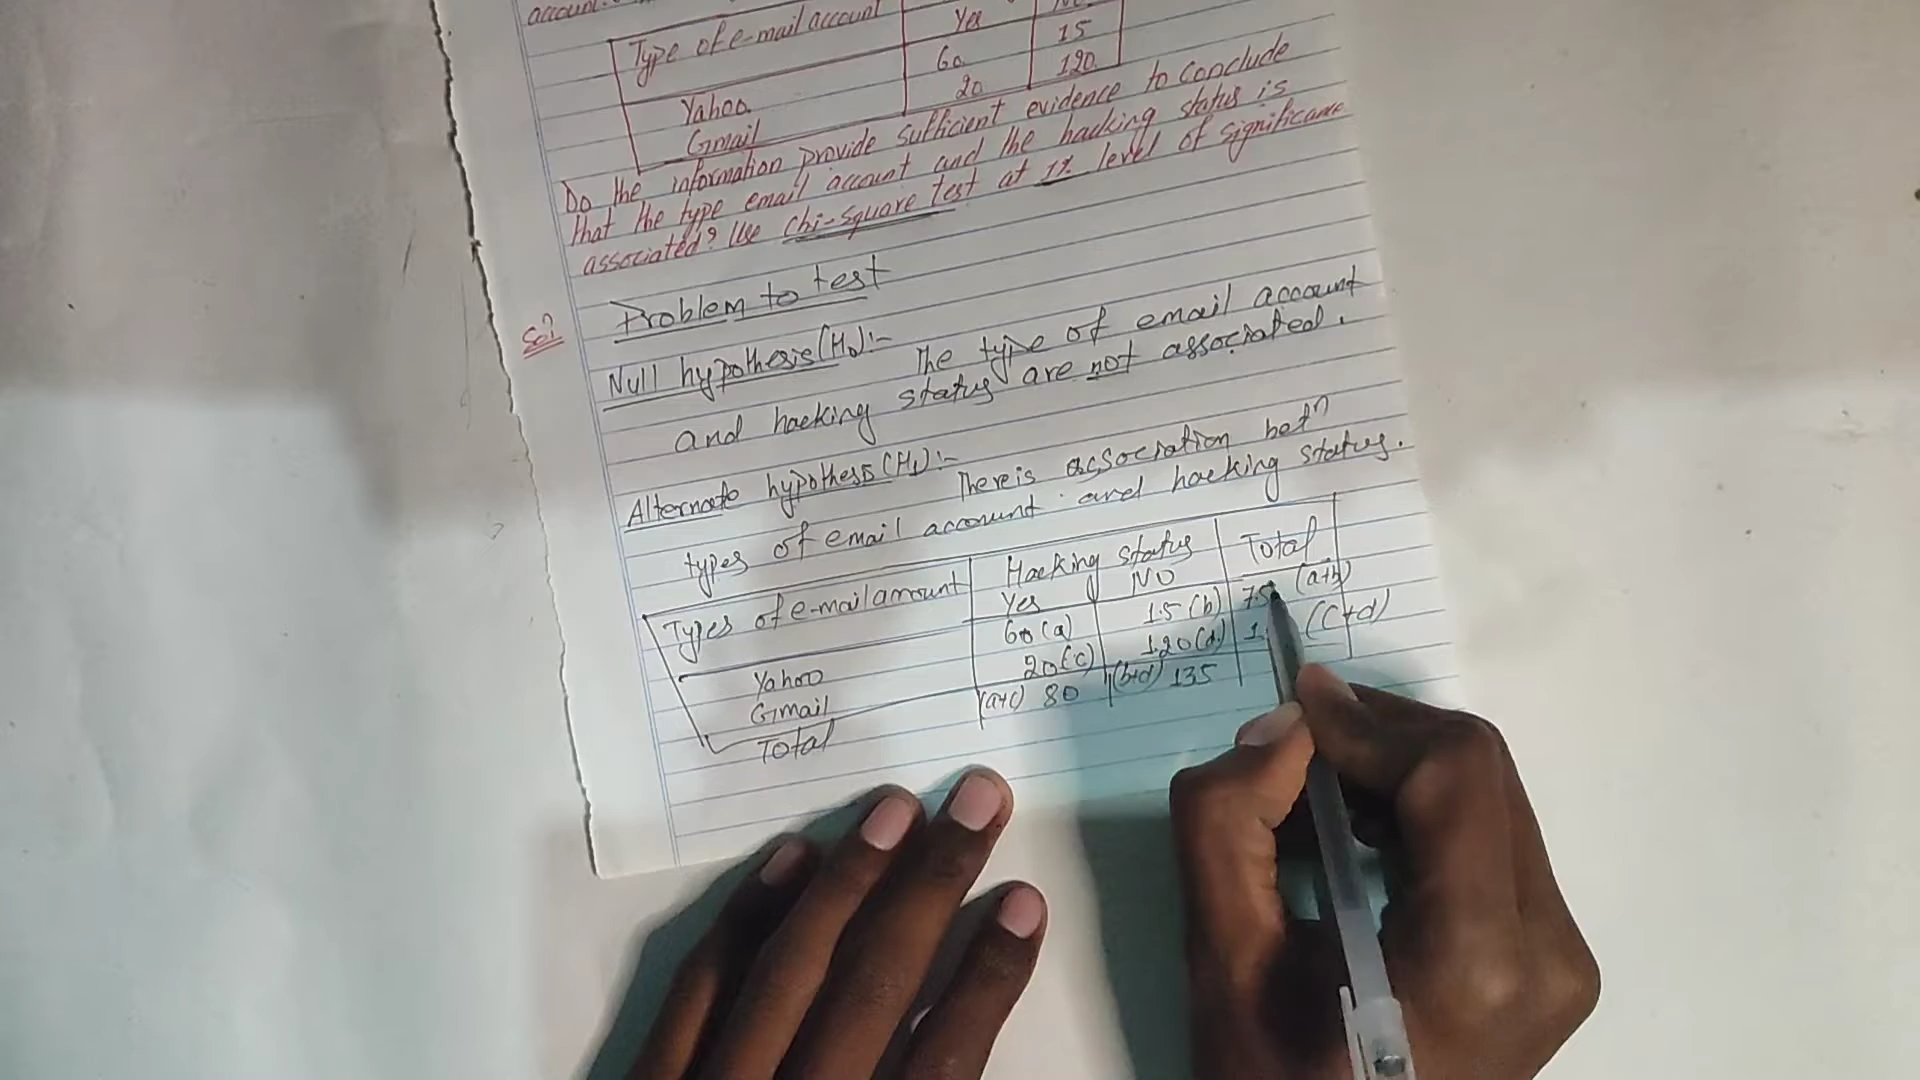 account.
Type of e-mail account Yes
Yahoo 60 15
Gmail 20 120
Do the information provide sufficient evidence to conclude
that the type email account and the hacking status is
associated? Use Chi-square test at 1% level of significance
Problem to test
Null hypothesis (H0):- The type of email account
and hacking status are not associated.
Alternate hypothesis (H1):- There is association betn
types of email account and hacking status.
Types of e-mail amount Hacking status Total
Yes NO
Yahoo 60 (a) 15 (b) 75 (a+b)
Gmail 20 (c) 120 (d) (c+d)
Total (a+c) 80 (b+d) 135